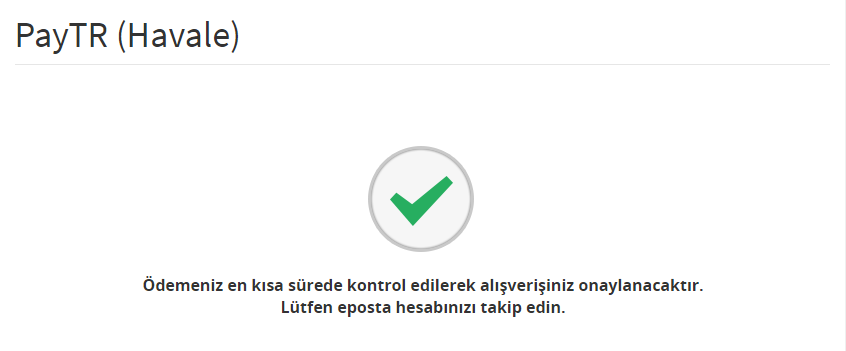 PayTR (Havale)
Ödemeniz en kısa sürede kontrol edilerek alışverişiniz onaylanacaktır.
Lütfen eposta hesabınızı takip edin.